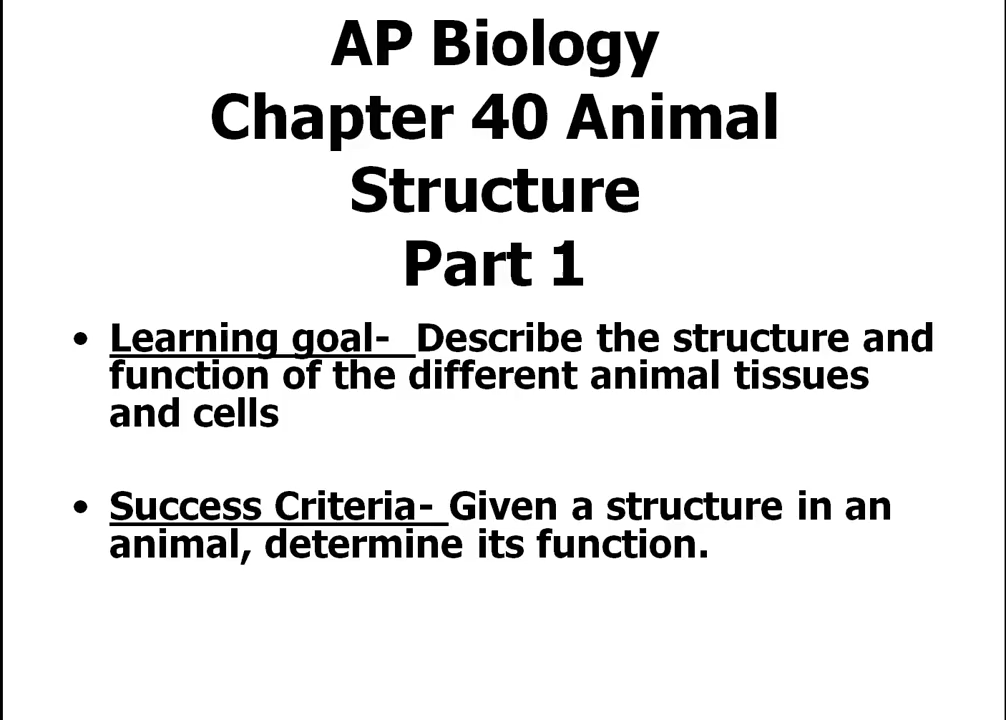 AP Biology
Chapter 40 Animal
Structure
Part 1
• Learning goal- Describe the structure and
function of the different animal tissues
and cells
• Success Criteria- Given a structure in an
animal, determine its function.